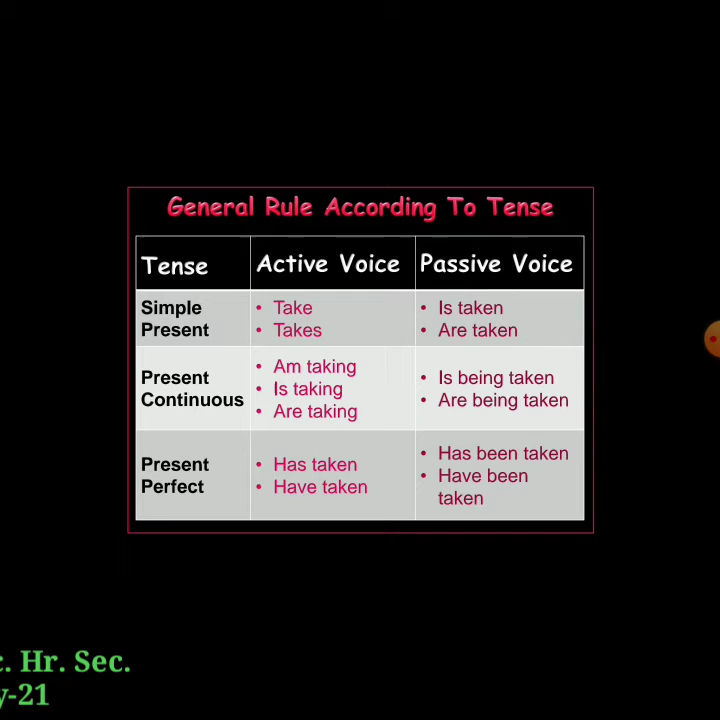 General Rule According To Tense
Tense Active Voice Passive Voice
Simple Present
• Take
• Takes
• Is taken
• Are taken
Present Continuous
• Am taking
• Is taking
• Are taking
• Is being taken
• Are being taken
Present Perfect
• Has taken
• Have taken
• Has been taken
• Have been
taken
Hr. Sec.
-21